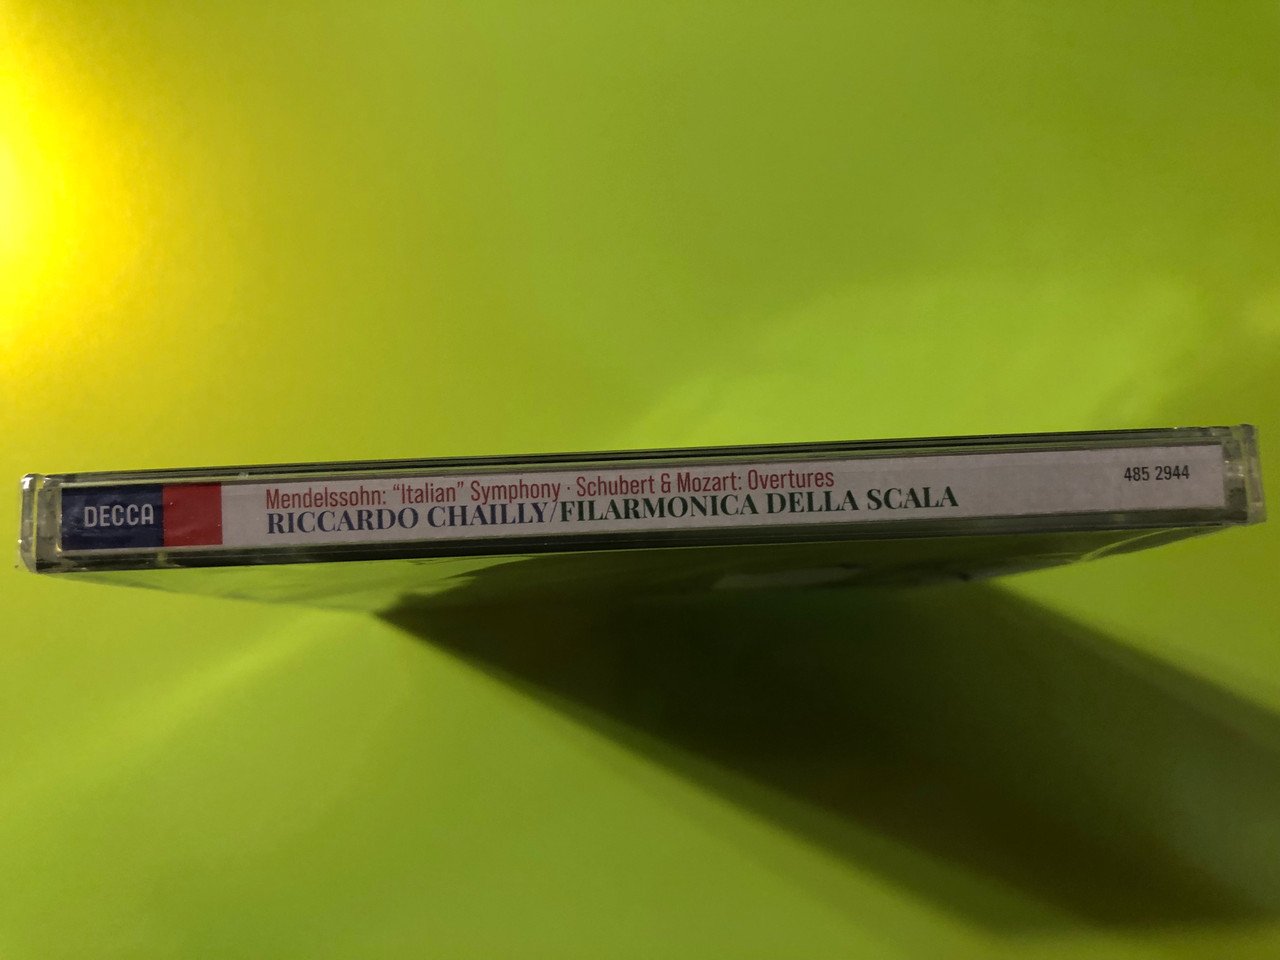 DECCA
Mendelssohn: “Italian” Symphony · Schubert & Mozart: Overtures
RICCARDO CHAILLY/FILARMONICA DELLA SCALA
485 2944